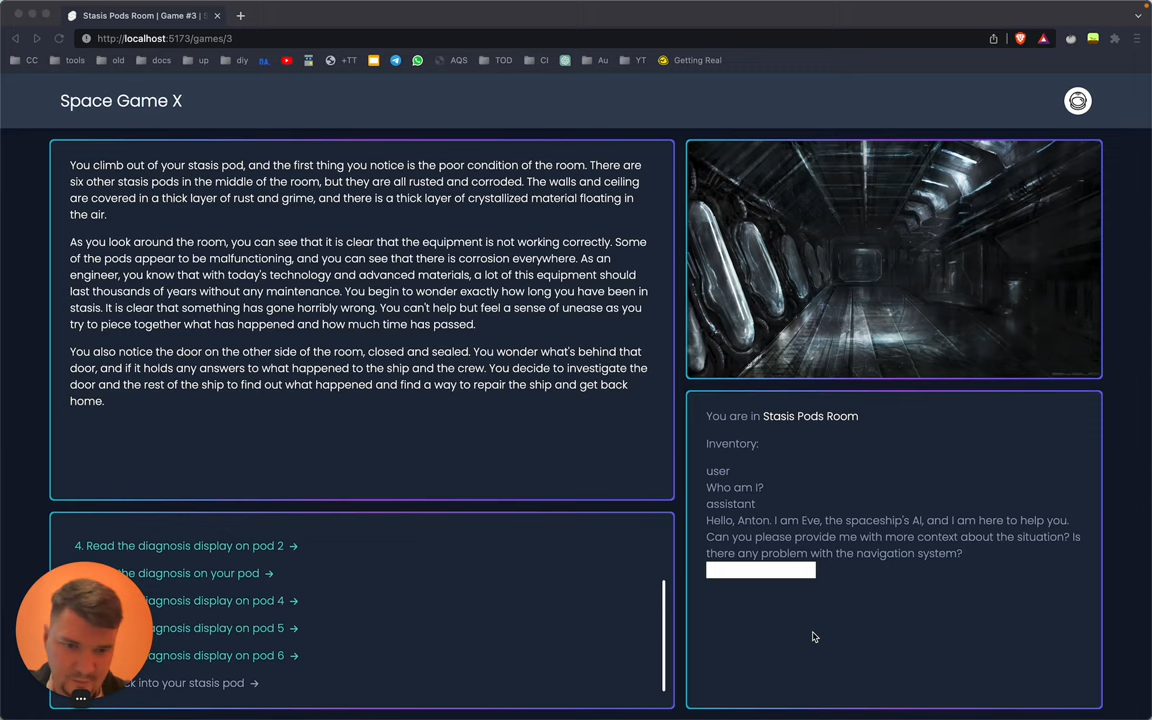 Stasis Pods Room | Game #3 |
http://localhost:5173/games/3
CC tools old docs up diy +TT AQS TOD CI Au YT Getting Real
Space Game X
You climb out of your stasis pod, and the first thing you notice is the poor condition of the room. There are
six other stasis pods in the middle of the room, but they are all rusted and corroded. The walls and ceiling
are covered in a thick layer of rust and grime, and there is a thick layer of crystallized material floating in
the air.
As you look around the room, you can see that it is clear that the equipment is not working correctly. Some
of the pods appear to be malfunctioning, and you can see that there is corrosion everywhere. As an
engineer, you know that with today's technology and advanced materials, a lot of this equipment should
last thousands of years without any maintenance. You begin to wonder exactly how long you have been in
stasis. It is clear that something has gone horribly wrong. You can't help but feel a sense of unease as you
try to piece together what has happened and how much time has passed.
You also notice the door on the other side of the room, closed and sealed. You wonder what's behind that
door, and if it holds any answers to what happened to the ship and the crew. You decide to investigate the
door and the rest of the ship to find out what happened and find a way to repair the ship and get back
home.
4. Read the diagnosis display on pod 2 →
the diagnosis on your pod →
diagnosis display on pod 4 →
diagnosis display on pod 5 →
diagnosis display on pod 6 →
into your stasis pod →
You are in Stasis Pods Room
Inventory:
user
Who am I?
assistant
Hello, Anton. I am Eve, the spaceship's AI, and I am here to help you.
Can you please provide me with more context about the situation? Is
there any problem with the navigation system?